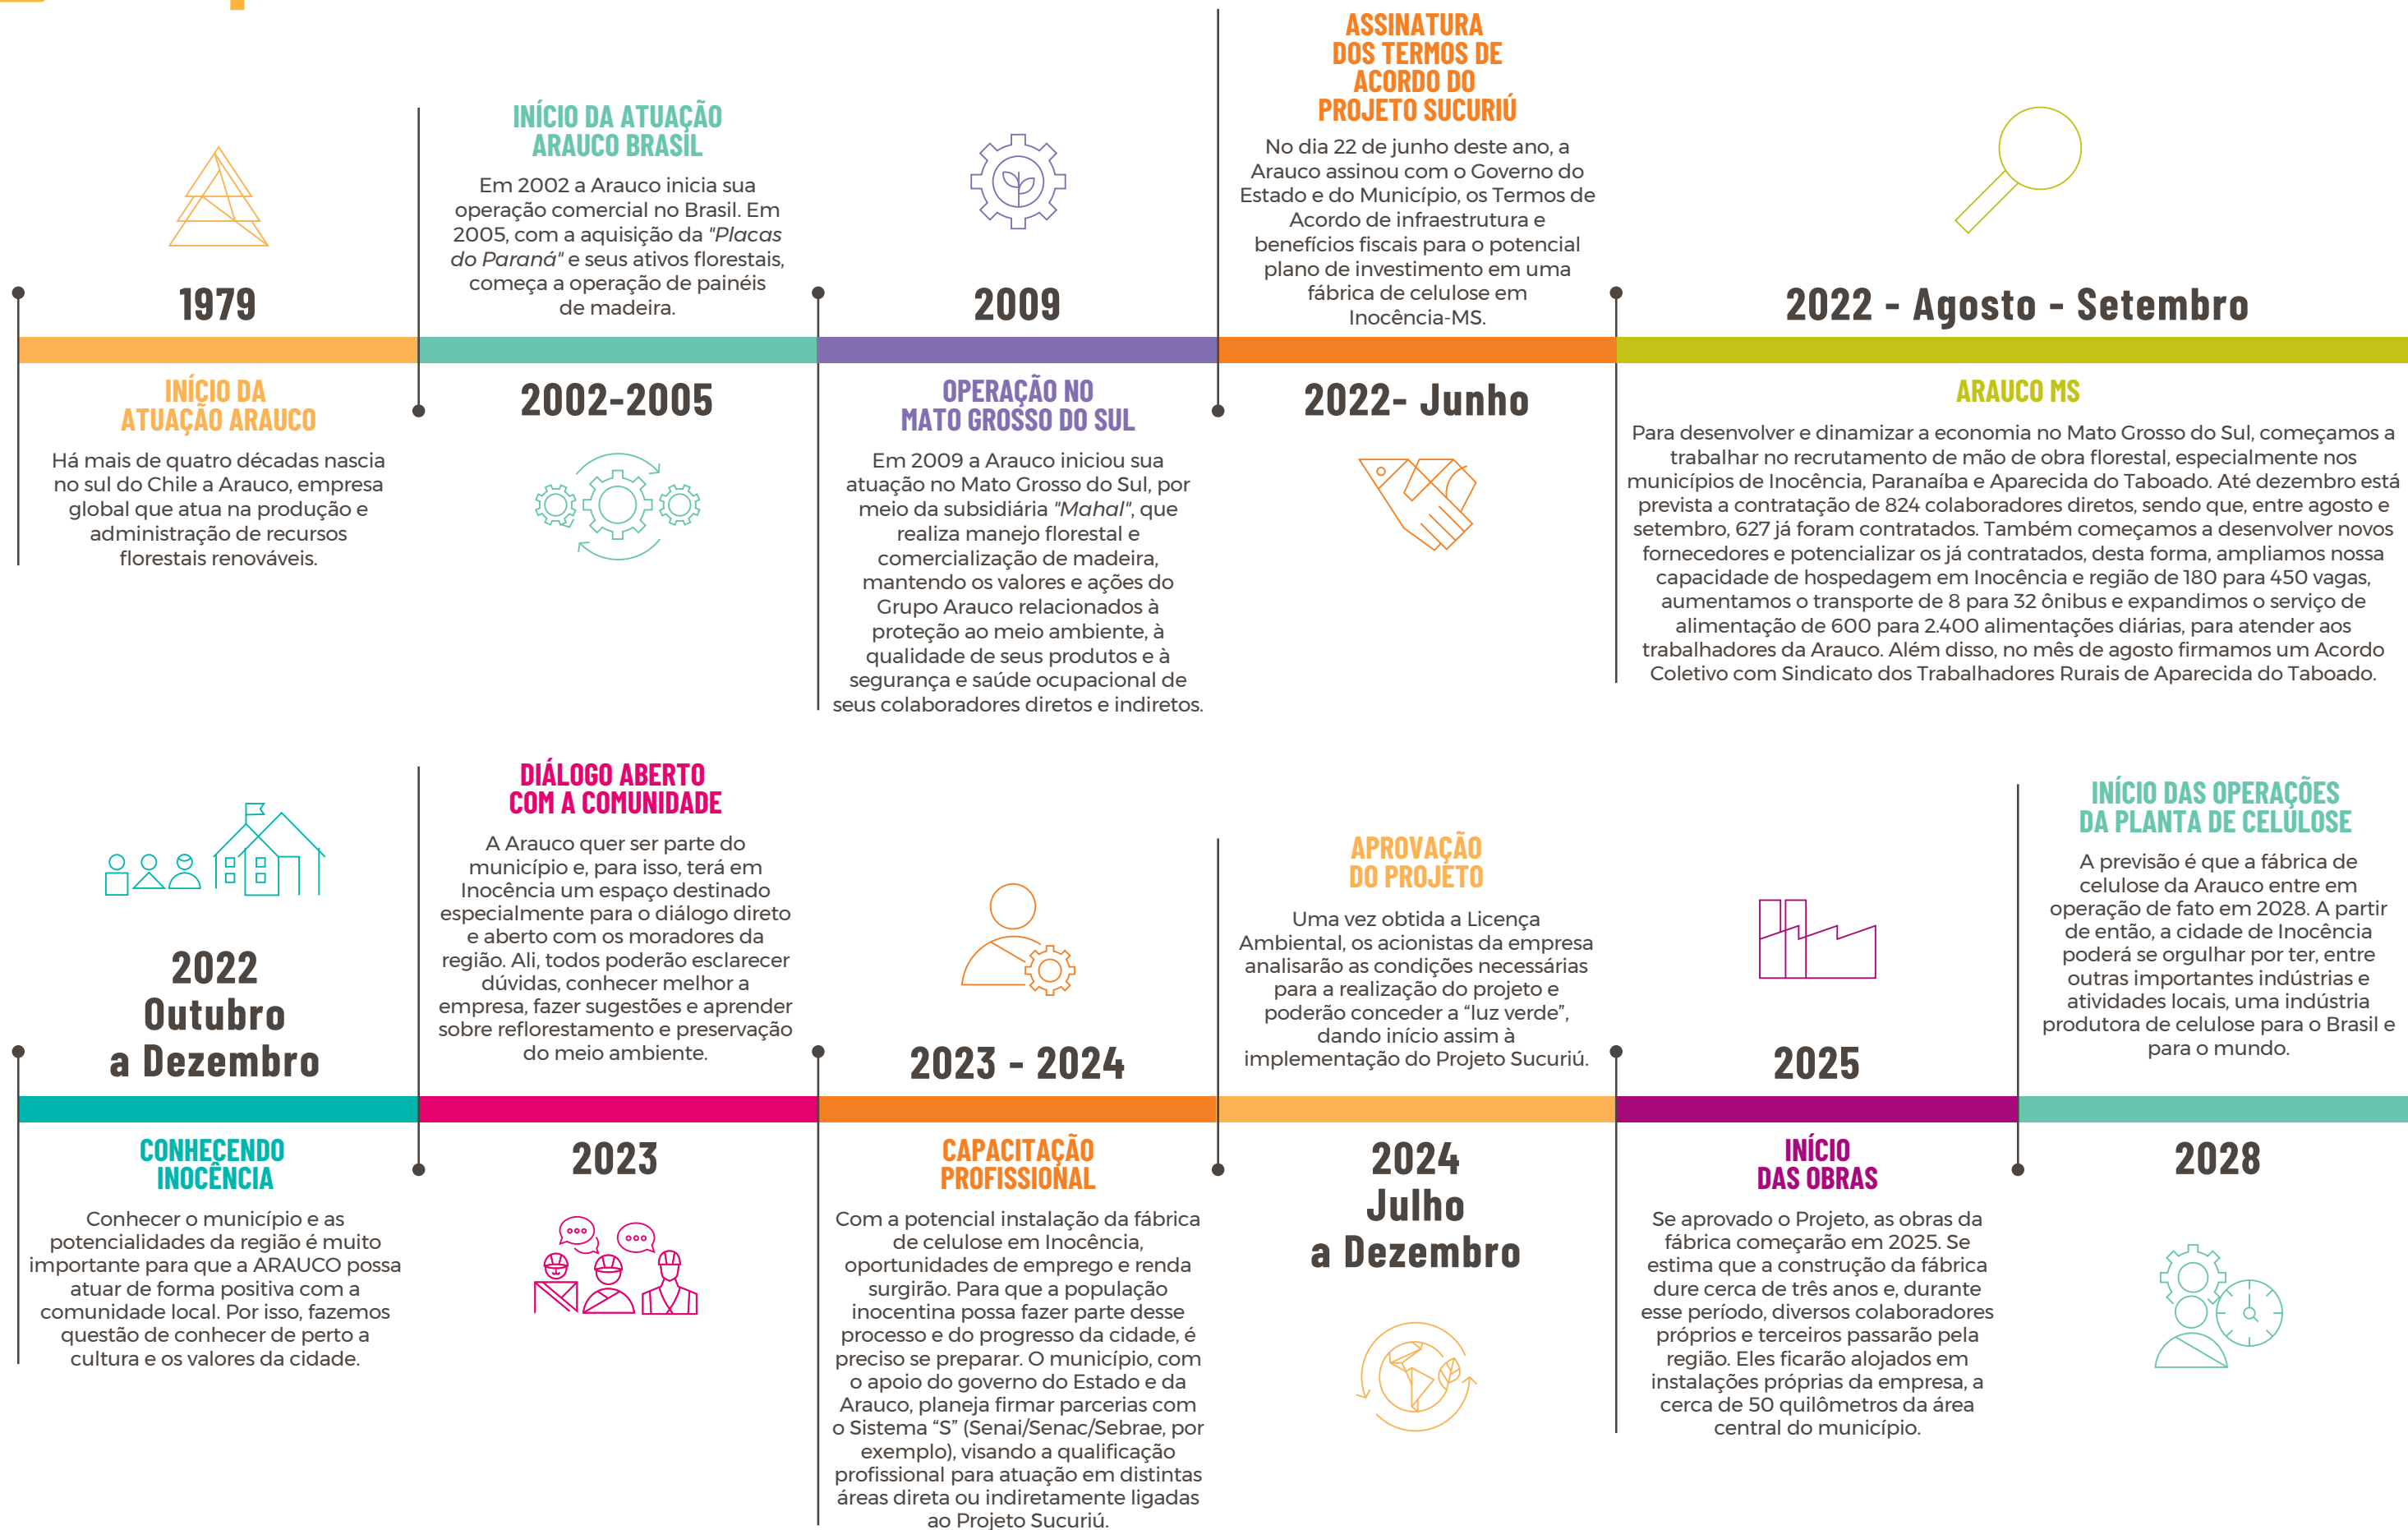 1979
INÍCIO DA
ATUAÇÃO ARAUCO
Há mais de quatro décadas nascia
no sul do Chile a Arauco, empresa
global que atua na produção e
administração de recursos
florestais renováveis.
INÍCIO DA ATUAÇÃO
ARAUCO BRASIL
Em 2002 a Arauco inicia sua
operação comercial no Brasil. Em
2005, com a aquisição da "Placas
do Paraná" e seus ativos florestais,
começa a operação de painéis
de madeira.
2002-2005
2009
OPERAÇÃO NO
MATO GROSSO DO SUL
Em 2009 a Arauco iniciou sua
atuação no Mato Grosso do Sul, por
meio da subsidiária "Mahal", que
realiza manejo florestal e
comercialização de madeira,
mantendo os valores e ações do
Grupo Arauco relacionados à
proteção ao meio ambiente, à
qualidade de seus produtos e à
segurança e saúde ocupacional de
seus colaboradores diretos e indiretos.
ASSINATURA
DOS TERMOS DE
ACORDO DO
PROJETO SUCURIÚ
No dia 22 de junho deste ano, a
Arauco assinou com o Governo do
Estado e do Município, os Termos de
Acordo de infraestrutura e
benefícios fiscais para o potencial
plano de investimento em uma
fábrica de celulose em
Inocência-MS.
2022- Junho
2022 - Agosto - Setembro
ARAUCO MS
Para desenvolver e dinamizar a economia no Mato Grosso do Sul, começamos a
trabalhar no recrutamento de mão de obra florestal, especialmente nos
municípios de Inocência, Paranaíba e Aparecida do Taboado. Até dezembro está
prevista a contratação de 824 colaboradores diretos, sendo que, entre agosto e
setembro, 627 já foram contratados. Também começamos a desenvolver novos
fornecedores e potencializar os já contratados, desta forma, ampliamos nossa
capacidade de hospedagem em Inocência e região de 180 para 450 vagas,
aumentamos o transporte de 8 para 32 ônibus e expandimos o serviço de
alimentação de 600 para 2.400 alimentações diárias, para atender aos
trabalhadores da Arauco. Além disso, no mês de agosto firmamos um Acordo
Coletivo com Sindicato dos Trabalhadores Rurais de Aparecida do Taboado.
2022
Outubro
a Dezembro
CONHECENDO
INOCÊNCIA
Conhecer o município e as
potencialidades da região é muito
importante para que a ARAUCO possa
atuar de forma positiva com a
comunidade local. Por isso, fazemos
questão de conhecer de perto a
cultura e os valores da cidade.
DIÁLOGO ABERTO
COM A COMUNIDADE
A Arauco quer ser parte do
município e, para isso, terá em
Inocência um espaço destinado
especialmente para o diálogo direto
e aberto com os moradores da
região. Ali, todos poderão esclarecer
dúvidas, conhecer melhor a
empresa, fazer sugestões e aprender
sobre reflorestamento e preservação
do meio ambiente.
2023
2023 - 2024
CAPACITAÇÃO
PROFISSIONAL
Com a potencial instalação da fábrica
de celulose em Inocência,
oportunidades de emprego e renda
surgirão. Para que a população
inocentina possa fazer parte desse
processo e do progresso da cidade, é
preciso se preparar. O município, com
o apoio do governo do Estado e da
Arauco, planeja firmar parcerias com
o Sistema “S” (Senai/Senac/Sebrae, por
exemplo), visando a qualificação
profissional para atuação em distintas
áreas direta ou indiretamente ligadas
ao Projeto Sucuriú.
APROVAÇÃO
DO PROJETO
Uma vez obtida a Licença
Ambiental, os acionistas da empresa
analisarão as condições necessárias
para a realização do projeto e
poderão conceder a “luz verde”,
dando início assim à
implementação do Projeto Sucuriú.
2024
Julho
a Dezembro
2025
INÍCIO
DAS OBRAS
Se aprovado o Projeto, as obras da
fábrica começarão em 2025. Se
estima que a construção da fábrica
dure cerca de três anos e, durante
esse período, diversos colaboradores
próprios e terceiros passarão pela
região. Eles ficarão alojados em
instalações próprias da empresa, a
cerca de 50 quilômetros da área
central do município.
INÍCIO DAS OPERAÇÕES
DA PLANTA DE CELULOSE
A previsão é que a fábrica de
celulose da Arauco entre em
operação de fato em 2028. A partir
de então, a cidade de Inocência
poderá se orgulhar por ter, entre
outras importantes indústrias e
atividades locais, uma indústria
produtora de celulose para o Brasil e
para o mundo.
2028